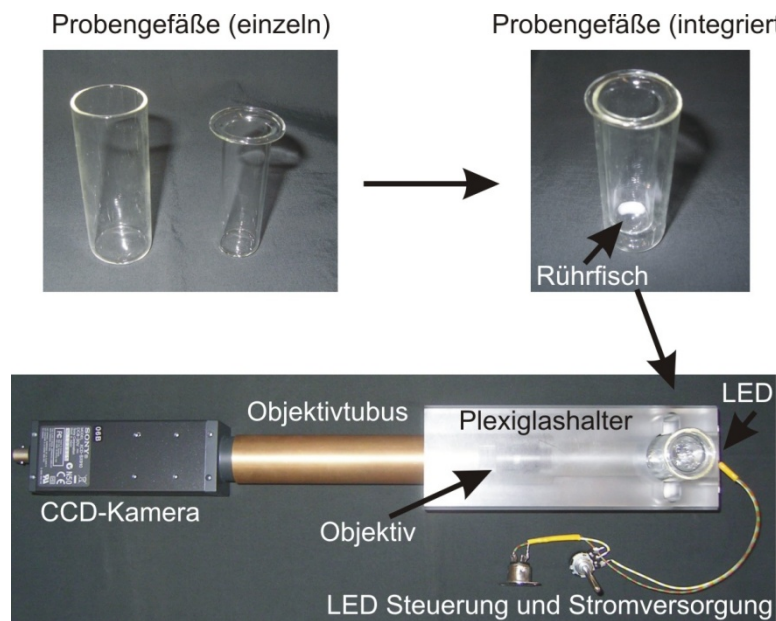 Probengefäße (einzeln)
Probengefäße (integriert
Rührfisch
LED
Objektivtubus
Plexiglashalter
SONY
CCD-Kamera
Objektiv
LED Steuerung und Stromversorgung